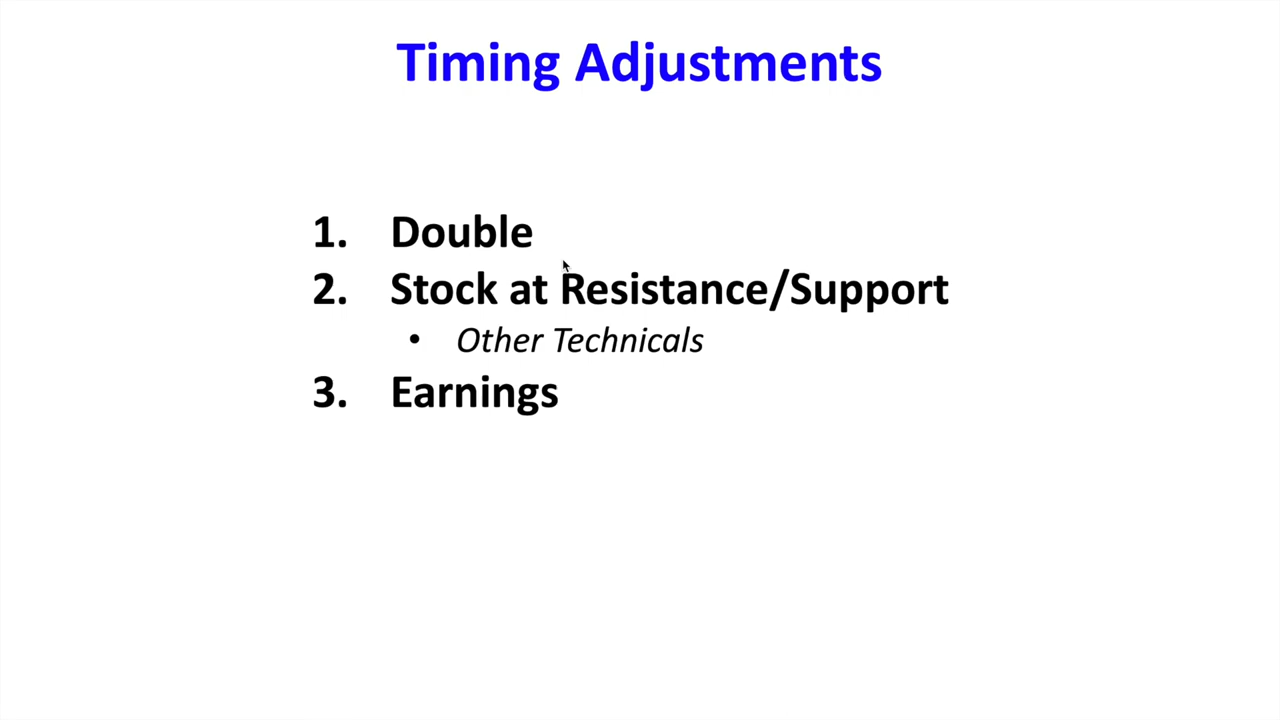 Timing Adjustments
1. Double
2. Stock at Resistance/Support
• Other Technicals
3. Earnings